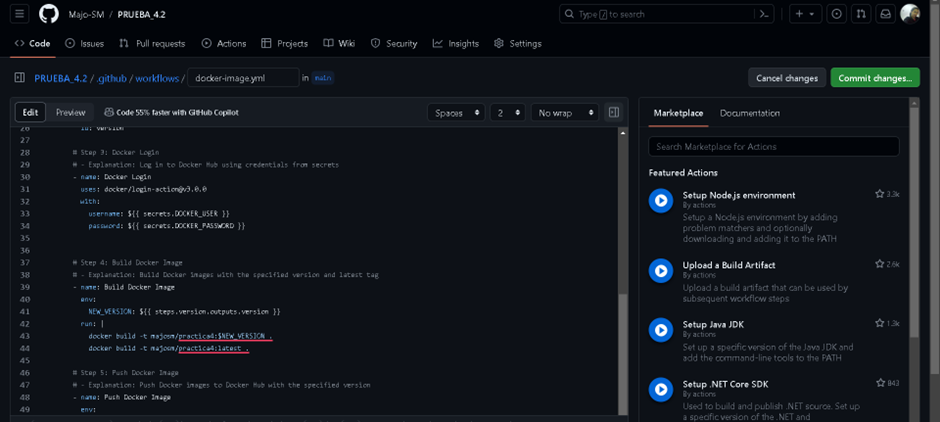 Majo-SM / PRUEBA_4.2
Type / to search
Code Issues Pull requests Actions Projects Wiki Security Insights Settings
PRUEBA_4.2 / .github / workflows / docker-image.yml in main
Cancel changes Commit changes...
Edit Preview Code 55% faster with GitHub Copilot
Spaces 2 No wrap
26 id: version
27
28 # Step 3: Docker Login
29 # - Explanation: Log in to Docker Hub using credentials from secrets
30 - name: Docker Login
31 uses: docker/login-action@v3.0.0
32 with:
33 username: ${{ secrets.DOCKER_USER }}
34 password: ${{ secrets.DOCKER_PASSWORD }}
35
36
37 # Step 4: Build Docker Image
38 # - Explanation: Build Docker images with the specified version and latest tag
39 - name: Build Docker Image
40 env:
41 NEW_VERSION: ${{ steps.version.outputs.version }}
42 run: |
43 docker build -t majosm/practica4:$NEW_VERSION .
44 docker build -t majosm/practica4:latest .
45
46 # Step 5: Push Docker Image
47 # - Explanation: Push Docker images to Docker Hub with the specified version
48 - name: Push Docker Image
49 env:
Marketplace Documentation
Search Marketplace for Actions
Featured Actions
Setup Node.js environment 3.3k
By actions
Setup a Node.js environment by adding
problem matchers and optionally
downloading and adding it to the PATH
Upload a Build Artifact 2.6k
By actions
Upload a build artifact that can be used by
subsequent workflow steps
Setup Java JDK 1.3k
By actions
Set up a specific version of the Java JDK and
add the command-line tools to the PATH
Setup .NET Core SDK 843
By actions
Used to build and publish .NET source. Set up
a specific version of the .NET and